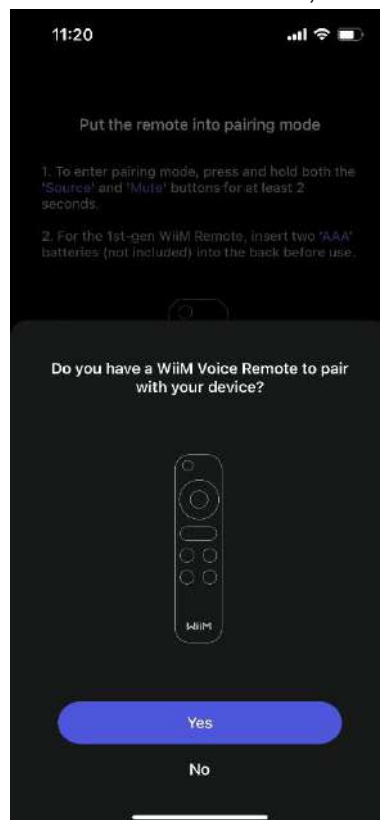 11:20
Put the remote into pairing mode
1. To enter pairing mode, press and hold both the
'Source' and 'Mute' buttons for at least 2
seconds.
2. For the 1st-gen WiiM Remote, insert two 'AAA'
batteries (not included) into the back before use.
Do you have a WiiM Voice Remote to pair
with your device?
WiiM
Yes
No